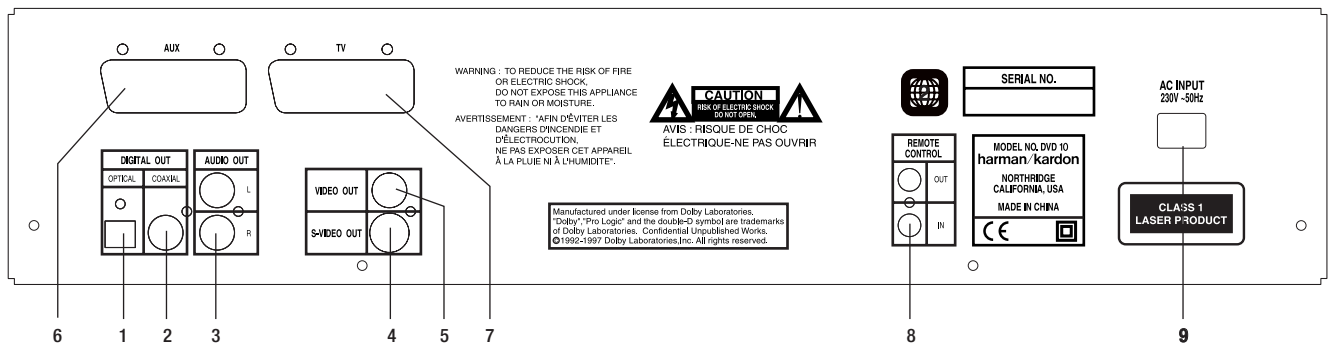 AUX
TV
WARNING : TO REDUCE THE RISK OF FIRE
OR ELECTRIC SHOCK,
DO NOT EXPOSE THIS APPLIANCE
TO RAIN OR MOISTURE.
AVERTISSEMENT : "AFIN D'ÊVITER LES
DANGERS D'INCENDIE ET
D'ÊLECTROCUTION,
NE PAS EXPOSER CET APPAREIL
À LA PLUIE NI À L'HUMIDITE".
CAUTION
RISK OF ELECTRIC SHOCK
DO NOT OPEN,
AVIS : RISQUE DE CHOC
ÉLECTRIQUE-NE PAS OUVRIR
2
SERIAL NO.
AC INPUT
230V ~50Hz
DIGITAL OUT
OPTICAL
COAXIAL
AUDIO OUT
L
R
VIDEO OUT
S-VIDEO OUT
Manufactured under license from Dolby Laboratories.
"Dolby","Pro Logic" and the double-D symbol are trademarks
of Dolby Laboratories. Confidential Unpublished Works.
©1992-1997 Dolby Laboratories,Inc. All rights reserved.
REMOTE
CONTROL
OUT
IN
MODEL NO. DVD 10
harman/kardon
NORTHRIDGE
CALIFORNIA, USA
MADE IN CHINA
CE
CLASS 1
LASER PRODUCT
6
1
2
3
4
5
7
8
9